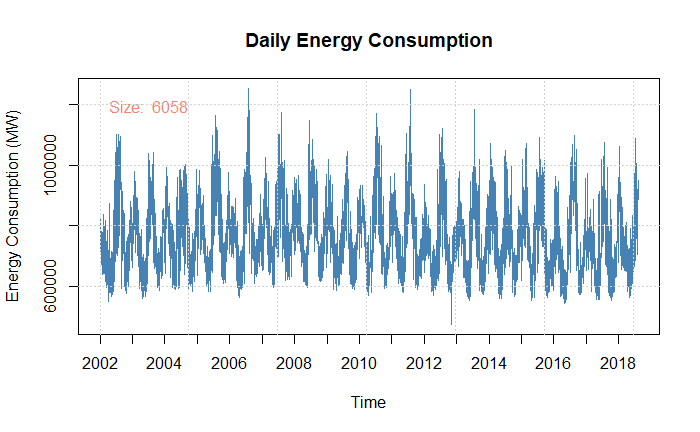 Daily Energy Consumption
Size: 6058
Energy Consumption (MW)
1000000
600000
2002 2004 2006 2008 2010 2012 2014 2016 2018
Time